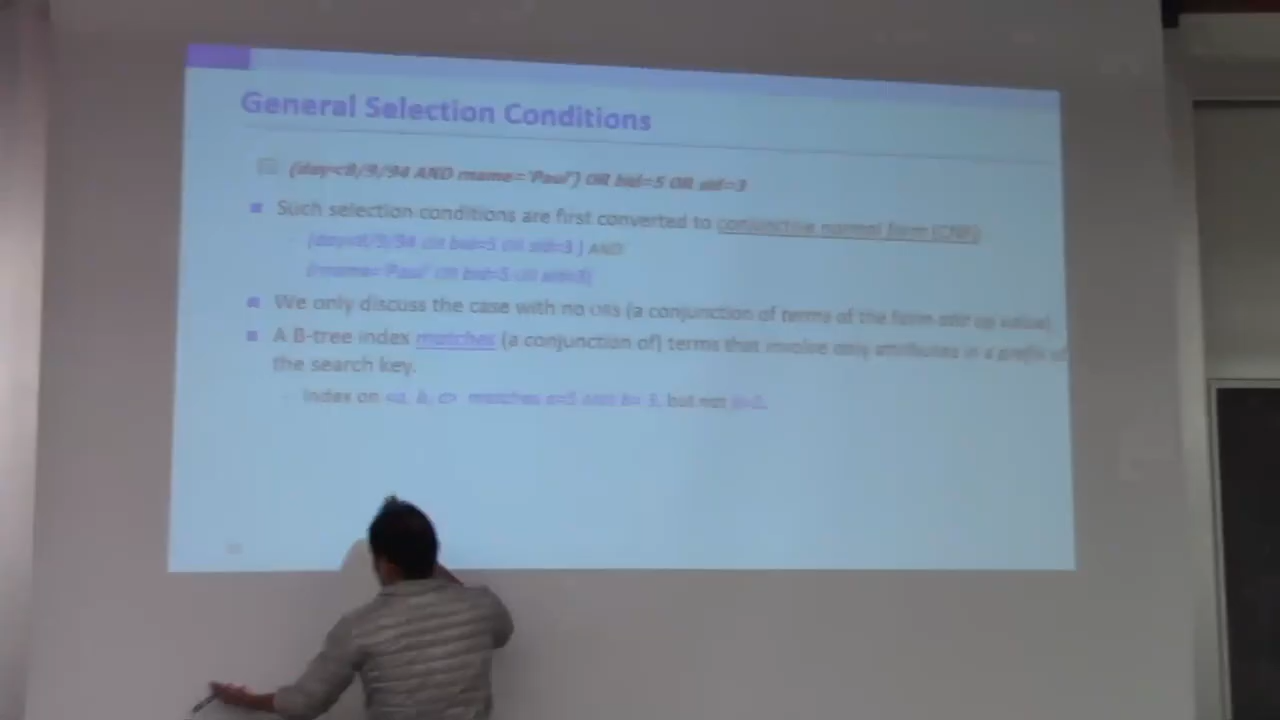 General Selection Conditions
(day<8/9/94 AND rname='Paul') OR bid=5 OR sid=3
Such selection conditions are first converted to conjunctive normal form (CNF)
(day<8/9/94 OR bid=5 OR sid=3 ) AND
(rname='Paul' OR bid=5 OR sid=3)
We only discuss the case with no ORs (a conjunction of terms of the form attr op value)
A B-tree index matches (a conjunction of) terms that involve only attributes in a prefix of
the search key.
Index on <a, b, c> matches a=5 AND b= 3, but not b=3.